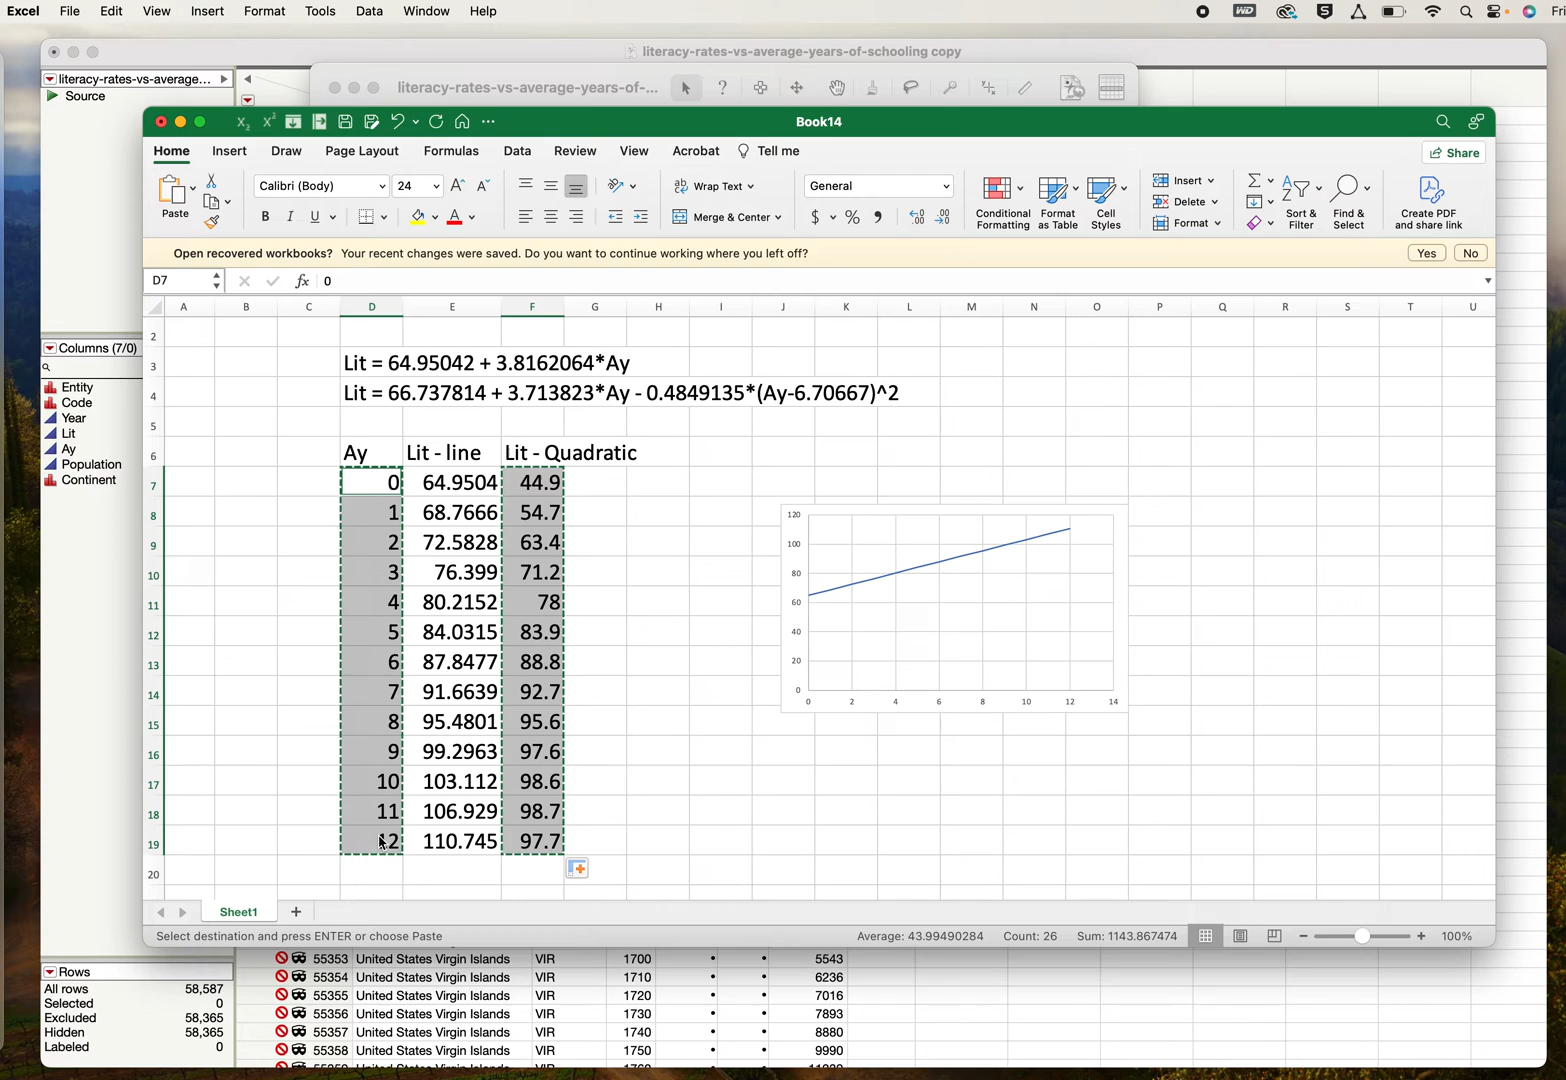 Excel File Edit View Insert Format Tools Data Window Help WD Fri
literacy-rates-vs-average-years-of-schooling copy
literacy-rates-vs-average...
Source
literacy-rates-vs-average-years-of-...
Book14
Home Insert Draw Page Layout Formulas Data Review View Acrobat Tell me Share
Paste Calibri (Body) 24 Wrap Text General Insert
Merge & Center Delete
B I U Conditional Formatting Format as Table Cell Styles Format Sort & Filter Find & Select Create PDF and share link
Open recovered workbooks? Your recent changes were saved. Do you want to continue working where you left off? Yes No
D7 fx 0
A B C D E F G H I J K L M N O P Q R S T U
Columns (7/0)
Entity
Code
Year
Lit
Ay
Population
Continent
2
3 Lit = 64.95042 + 3.8162064*Ay
4 Lit = 66.737814 + 3.713823*Ay - 0.4849135*(Ay-6.70667)^2
5
6 Ay Lit - line Lit - Quadratic
7 0 64.9504 44.9
8 1 68.7666 54.7
9 2 72.5828 63.4
10 3 76.399 71.2
11 4 80.2152 78
12 5 84.0315 83.9
13 6 87.8477 88.8
14 7 91.6639 92.7
15 8 95.4801 95.6
16 9 99.2963 97.6
17 10 103.112 98.6
18 11 106.929 98.7
19 12 110.745 97.7
20
120
100
80
60
40
20
0
0 2 4 6 8 10 12 14
Sheet1
Select destination and press ENTER or choose Paste Average: 43.99490284 Count: 26 Sum: 1143.867474 100%
Rows
All rows 58,587
Selected 0
Excluded 58,365
Hidden 58,365
Labeled 0
55353 United States Virgin Islands VIR 1700 • • 5543
55354 United States Virgin Islands VIR 1710 • • 6236
55355 United States Virgin Islands VIR 1720 • • 7016
55356 United States Virgin Islands VIR 1730 • • 7893
55357 United States Virgin Islands VIR 1740 • • 8880
55358 United States Virgin Islands VIR 1750 • • 9990